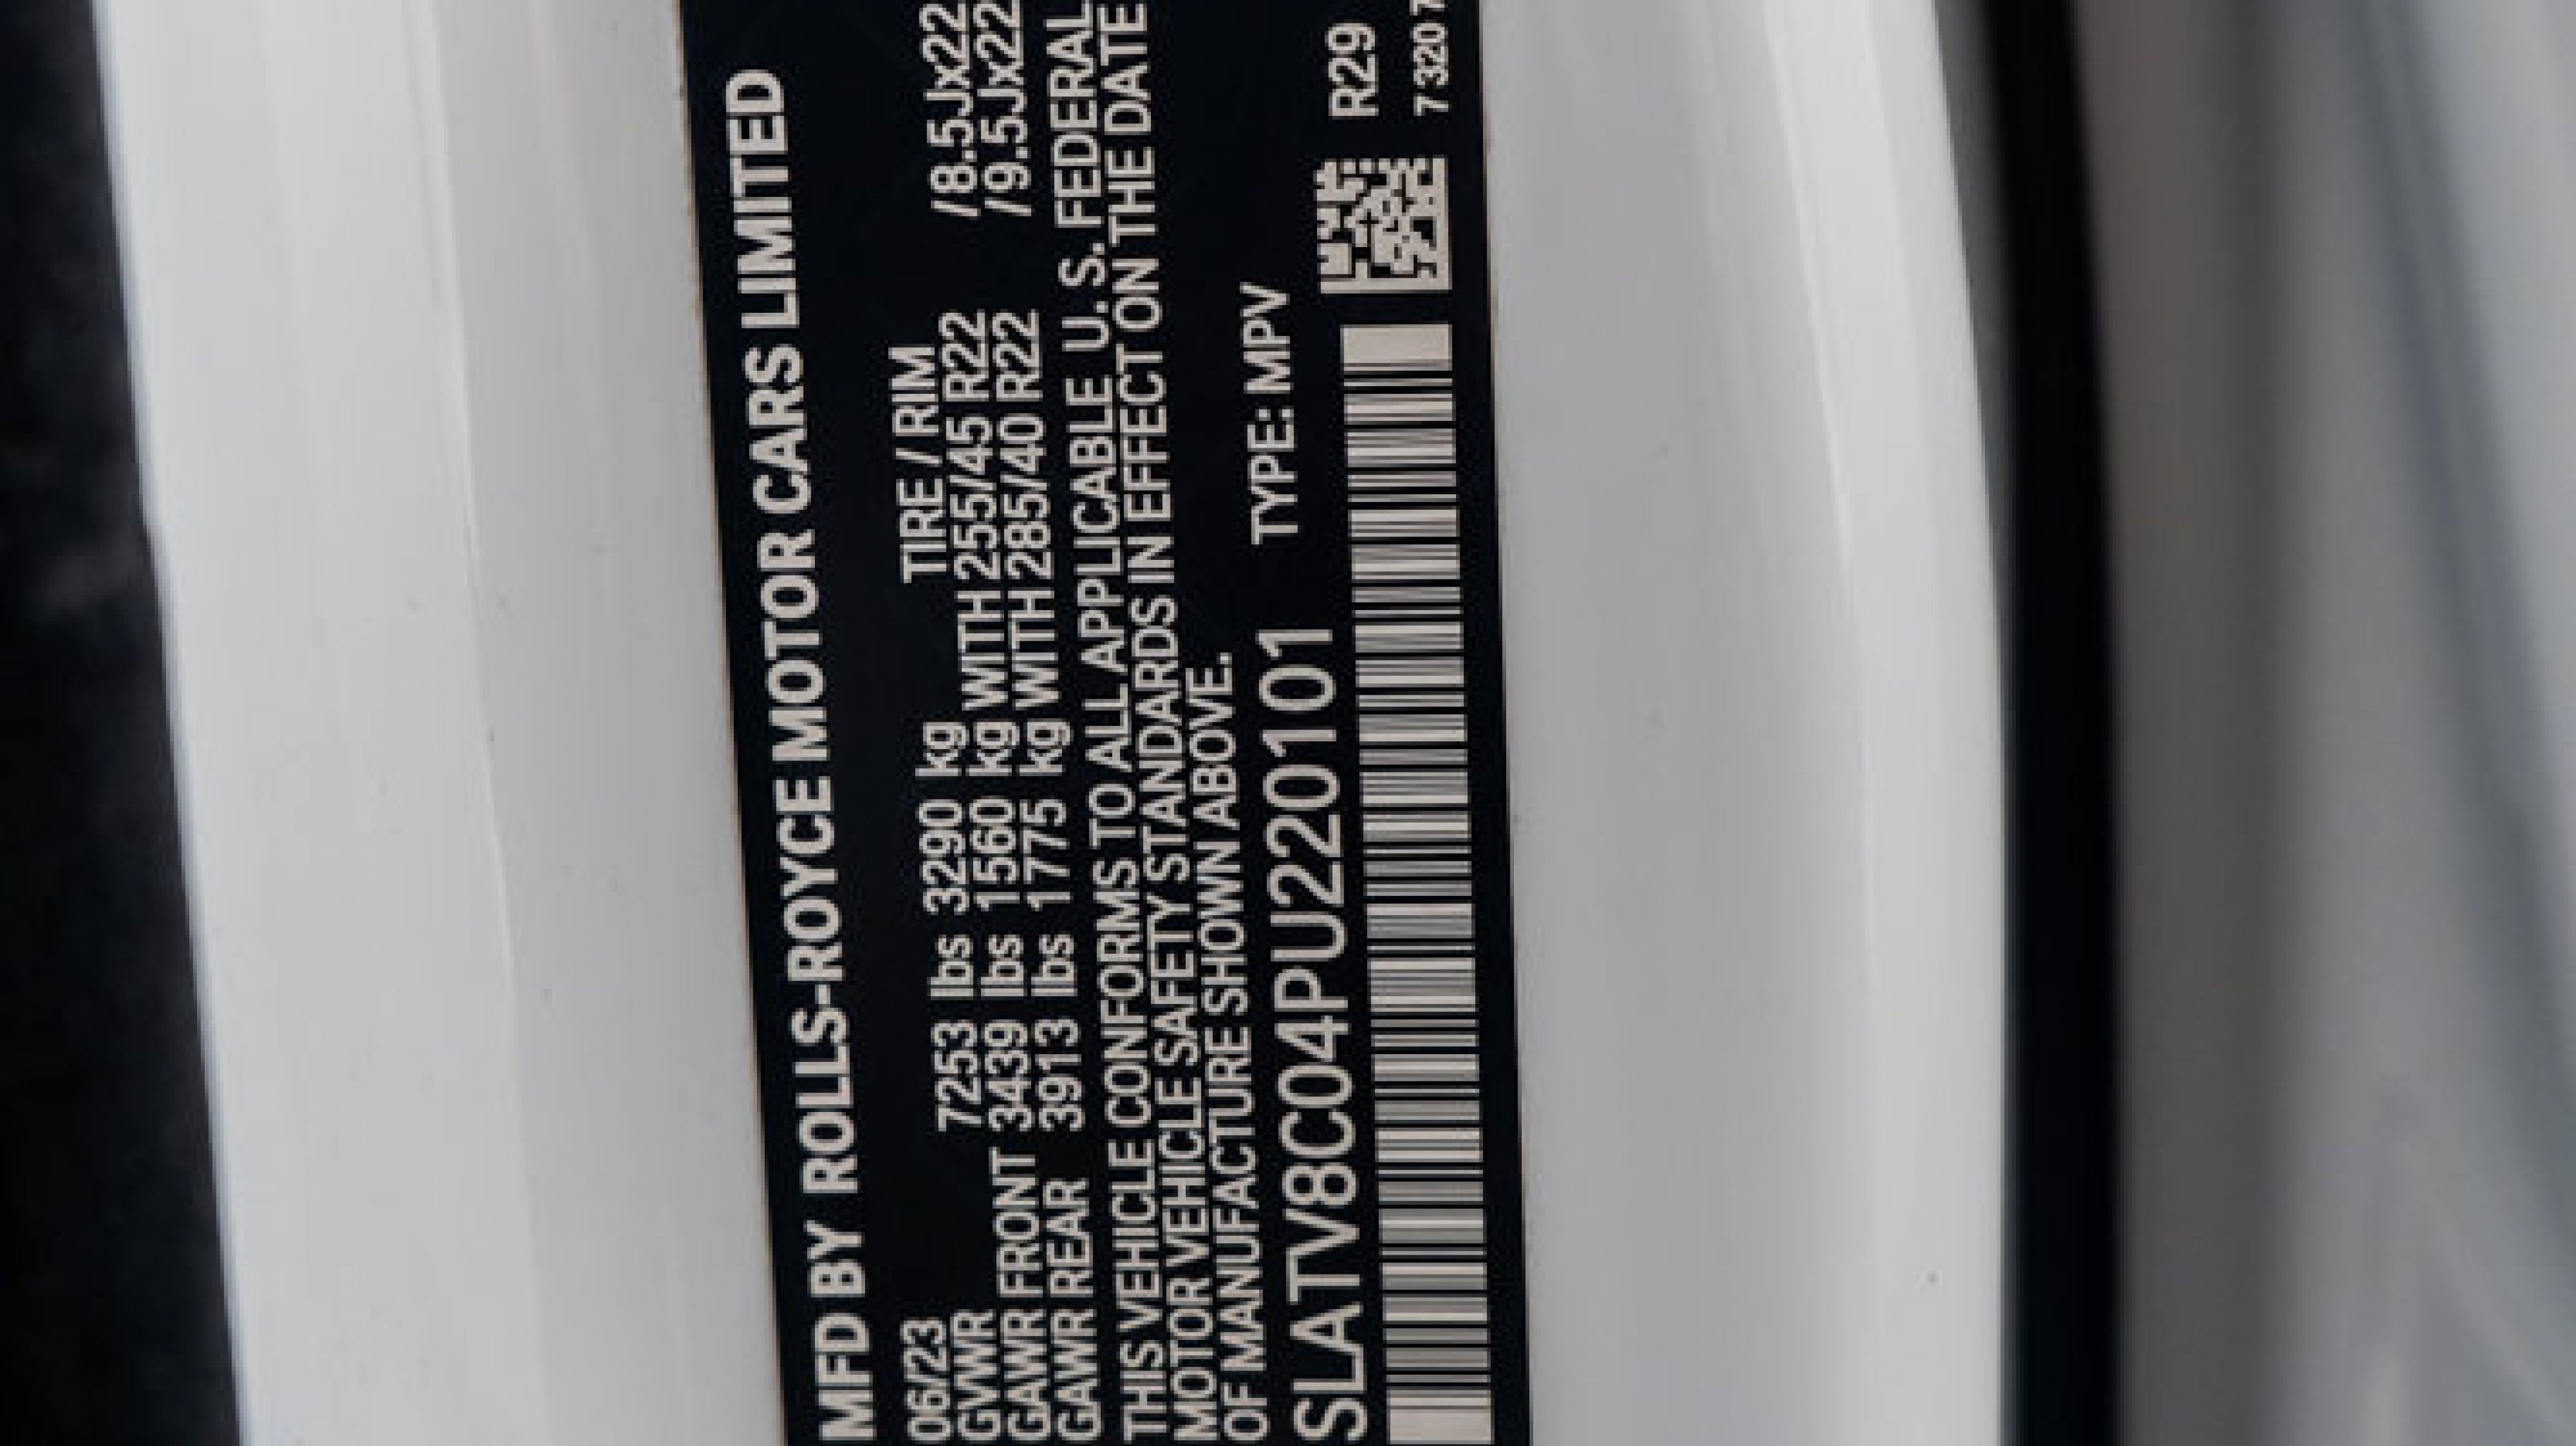 MFD BY ROLLS-ROYCE MOTOR CARS LIMITED
06/23 TIRE / RIM
GVWR 7253 lbs 3290 kg
GAWR FRONT 3439 lbs 1560 kg WITH 255/45 R22 /8.5Jx22
GAWR REAR 3913 lbs 1775 kg WITH 285/40 R22 /9.5Jx22
THIS VEHICLE CONFORMS TO ALL APPLICABLE U.S. FEDERAL
MOTOR VEHICLE SAFETY STANDARDS IN EFFECT ON THE DATE
OF MANUFACTURE SHOWN ABOVE.
SLATV8C04PU220101 TYPE: MPV
R29
7 320 7